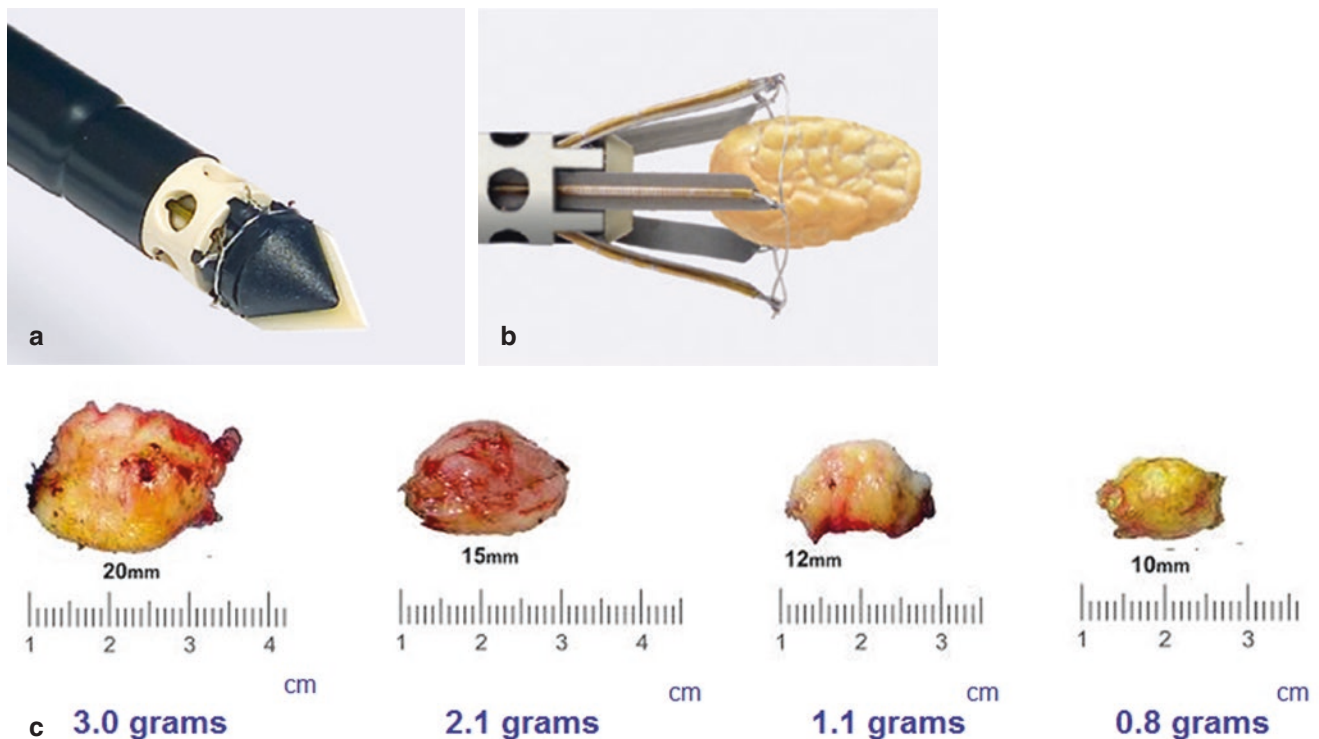 a
b
20mm
15mm
12mm
10mm
1 2 3 4
1 2 3 4
1 2 3
1 2 3
cm
cm
cm
cm
c
3.0 grams
2.1 grams
1.1 grams
0.8 grams